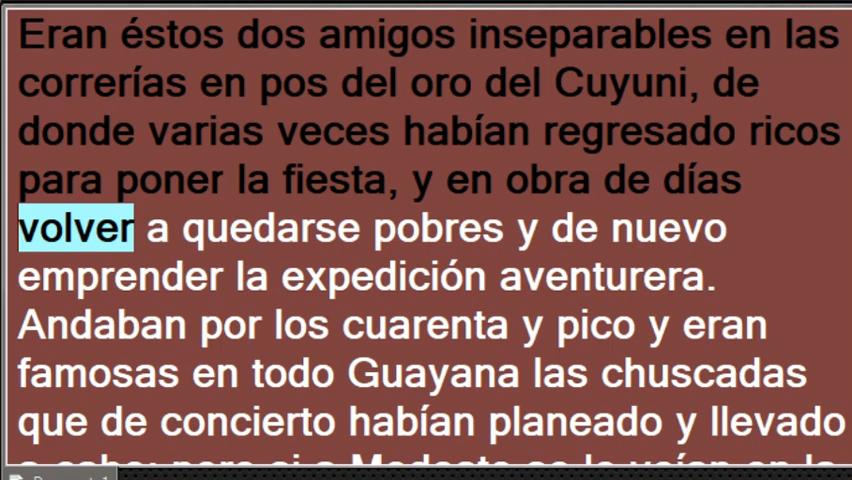 Eran éstos dos amigos inseparables en las
correrías en pos del oro del Cuyuni, de
donde varias veces habían regresado ricos
para poner la fiesta, y en obra de días
volver a quedarse pobres y de nuevo
emprender la expedición aventurera.
Andaban por los cuarenta y pico y eran
famosas en todo Guayana las chuscadas
que de concierto habían planeado y llevado